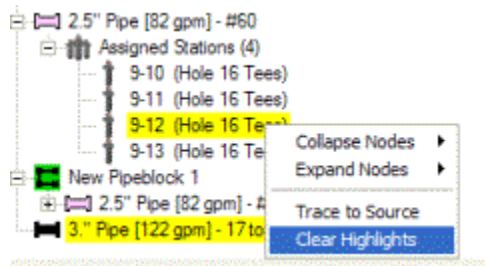 2.5" Pipe [82 gpm] - #60
Assigned Stations (4)
9-10 (Hole 16 Tees)
9-11 (Hole 16 Tees)
9-12 (Hole 16
9-13 (Hole 16
New Pipeblock 1
2.5" Pipe [82 gpm] -
3." Pipe [122 gpm] - 17 to
Collapse Nodes
Expand Nodes
Trace to Source
Clear Highlights